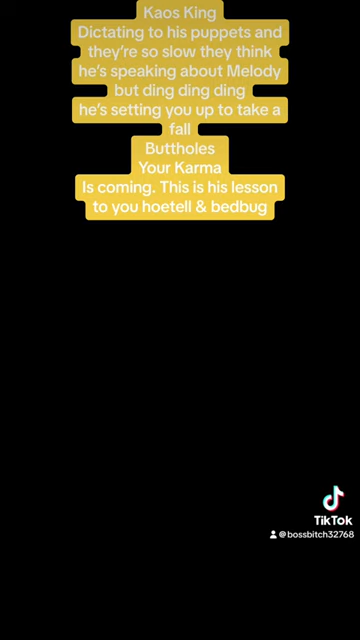 Kaos King
Dictating to his puppets and
they're so slow they think
he's speaking about Melody
but ding ding ding
he's setting you up to take a
fall
Buttholes
Your Karma
Is coming. This is his lesson
to you hoetell & bedbug
TikTok
@bossbitch32768